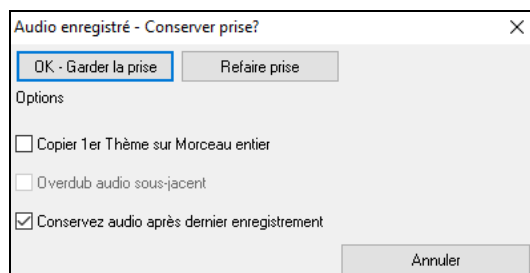 Audio enregistré - Conserver prise?
OK - Garder la prise Refaire prise
Options
Copier 1er Thème sur Morceau entier
Overdub audio sous-jacent
Conservez audio après dernier enregistrement
Annuler